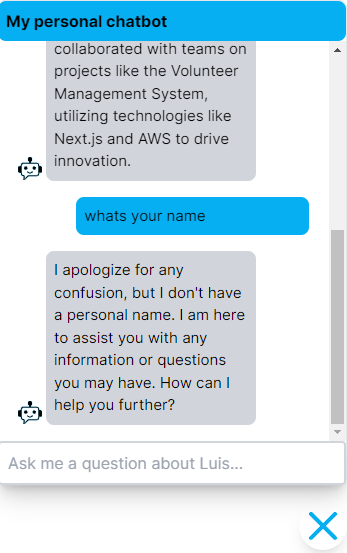 My personal chatbot
collaborated with teams on
projects like the Volunteer
Management System,
utilizing technologies like
Next.js and AWS to drive
innovation.
whats your name
I apologize for any
confusion, but I don't have
a personal name. I am here
to assist you with any
information or questions
you may have. How can I
help you further?
Ask me a question about Luis...